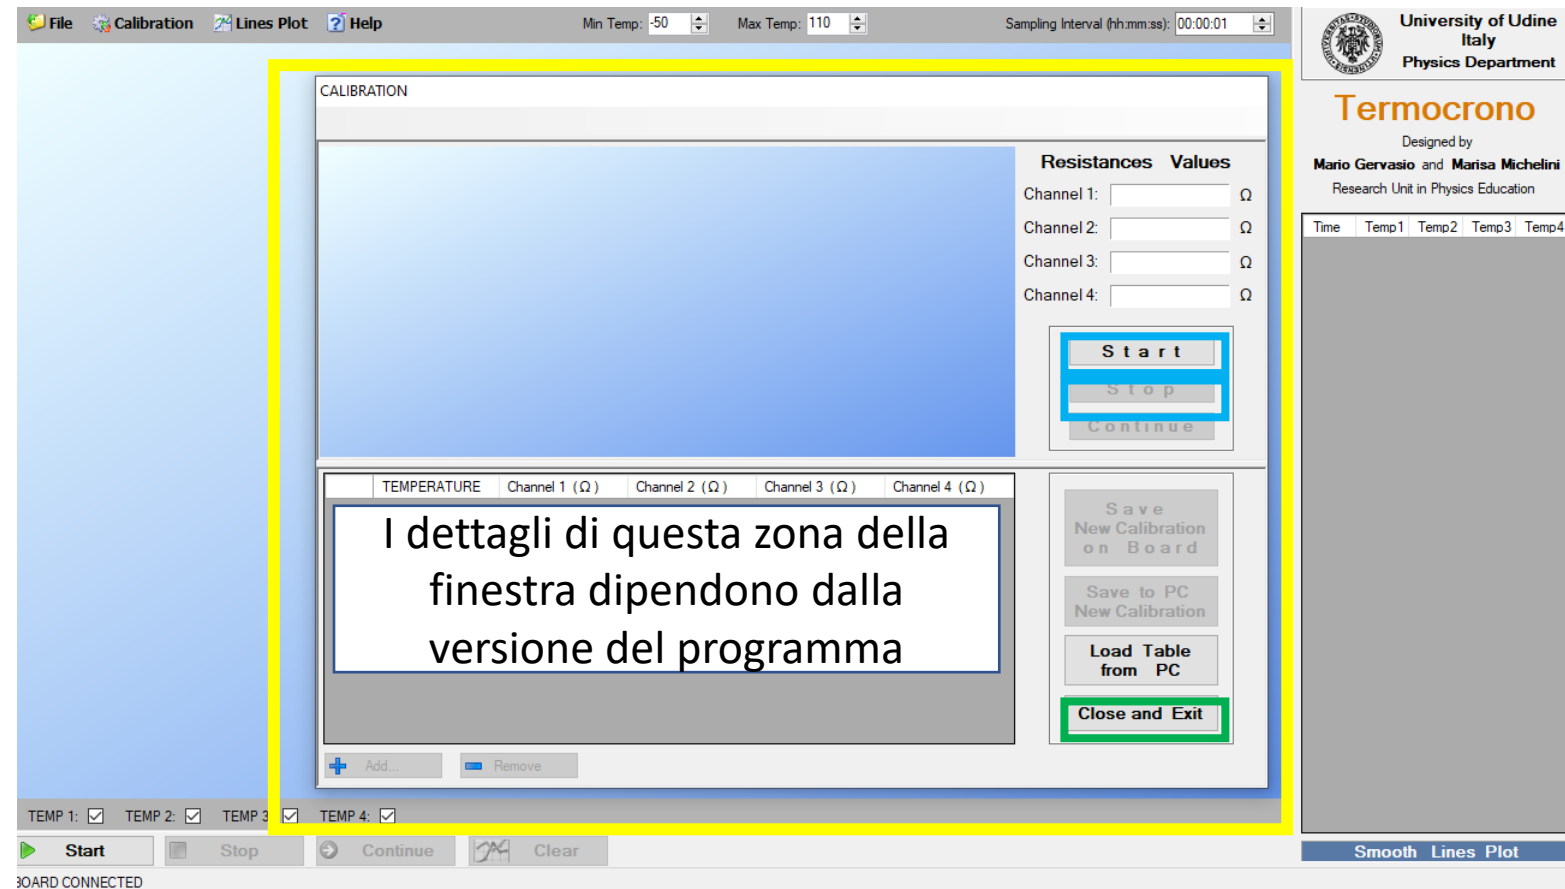 File Calibration Lines Plot Help Min Temp: -50 Max Temp: 110 Sampling Interval (hh:mm:ss): 00:00:01
University of Udine
Italy
Physics Department
Termocrono
Designed by
Mario Gervasio and Marisa Michelini
Research Unit in Physics Education
Time Temp1 Temp2 Temp3 Temp4
CALIBRATION
Resistances Values
Channel 1: Ω
Channel 2: Ω
Channel 3: Ω
Channel 4: Ω
Start
Stop
Continue
TEMPERATURE Channel 1 (Ω) Channel 2 (Ω) Channel 3 (Ω) Channel 4 (Ω)
I dettagli di questa zona della
finestra dipendono dalla
versione del programma
Save
New Calibration
on Board
Save to PC
New Calibration
Load Table
from PC
Close and Exit
Add... Remove
TEMP 1: TEMP 2: TEMP 3: TEMP 4:
Start Stop Continue Clear
Smooth Lines Plot
BOARD CONNECTED